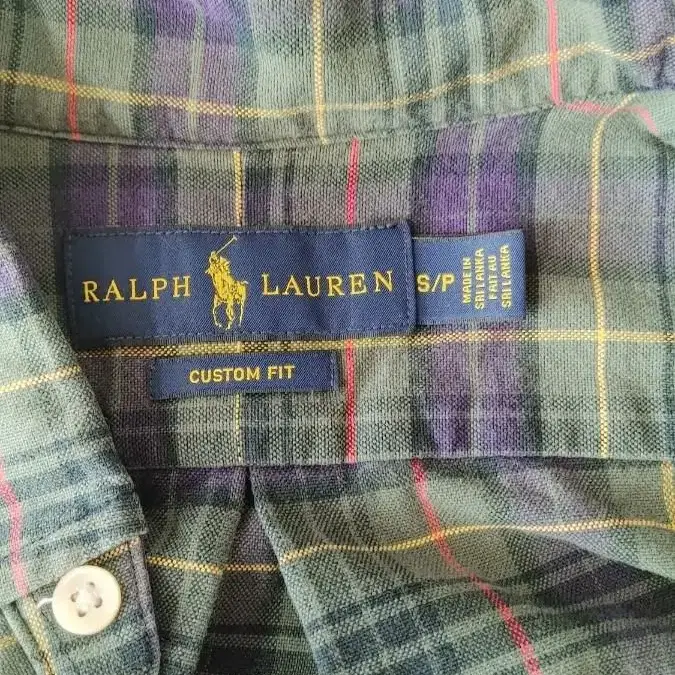 RALPH LAUREN
S/P
MADE IN
SRI LANKA
FAIT AU
SRI LANKA
CUSTOM FIT